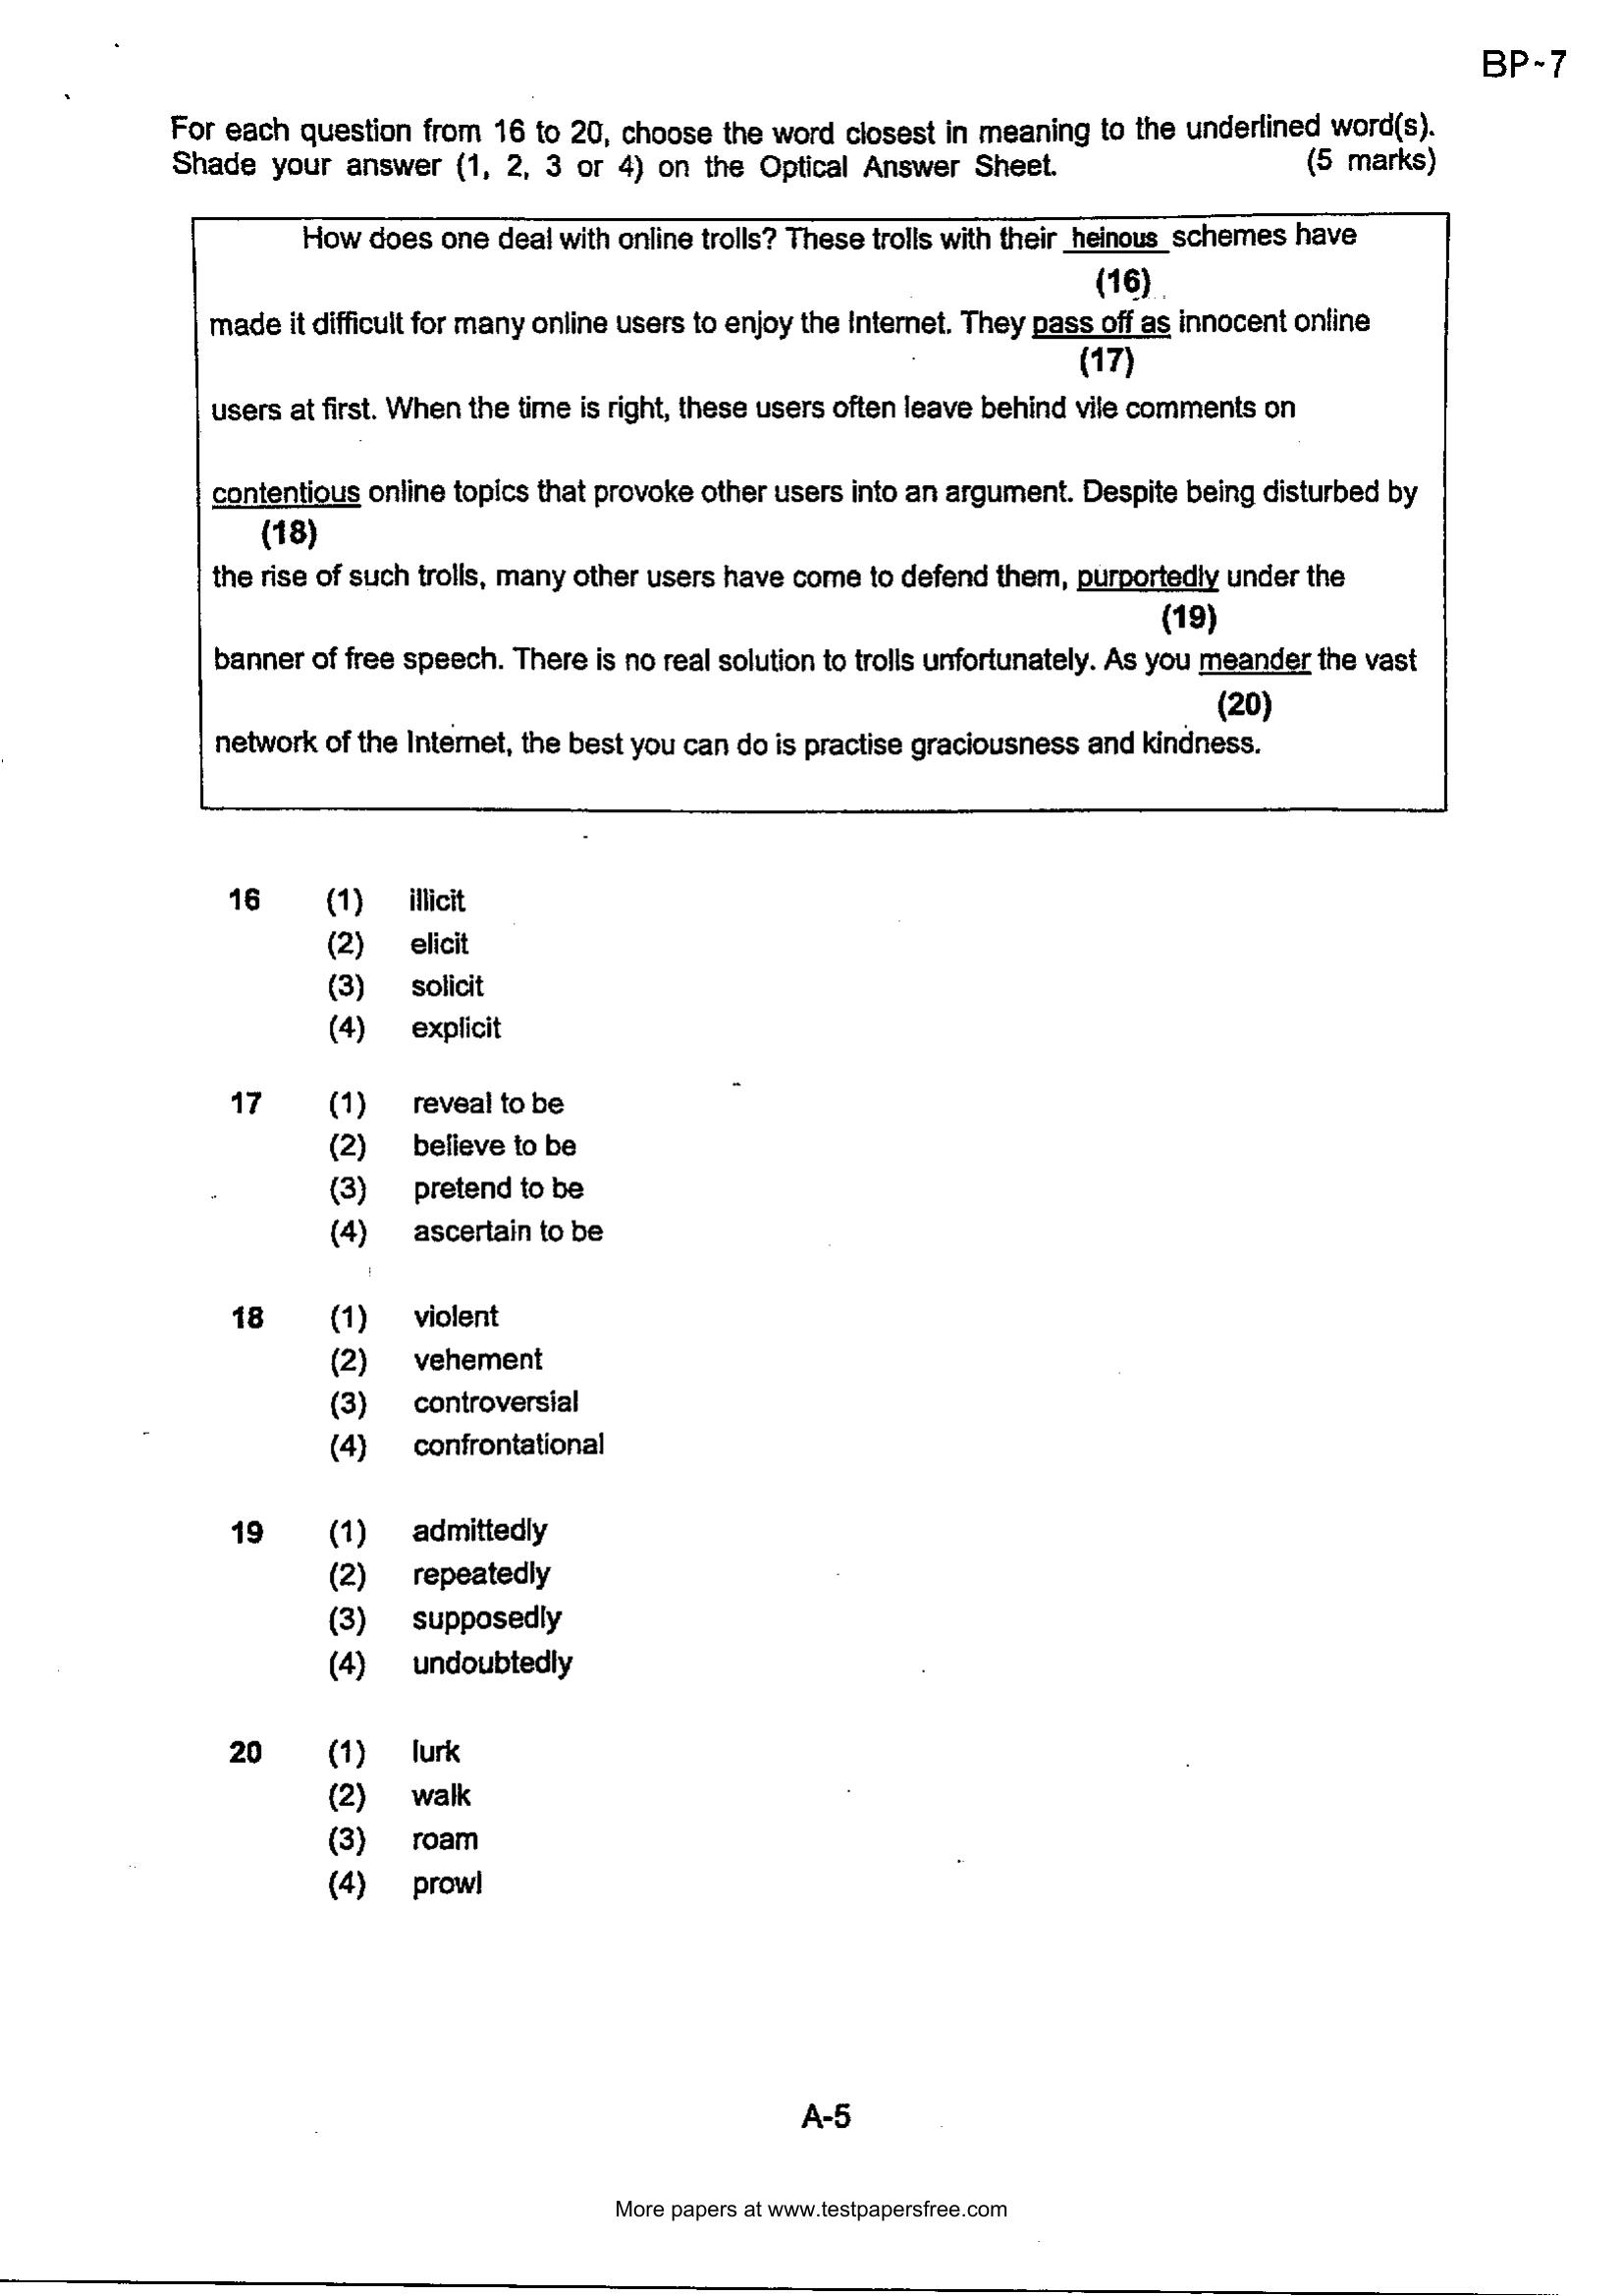 BP-7
For each question from 16 to 20, choose the word closest in meaning to the underlined word(s).
Shade your answer (1, 2, 3 or 4) on the Optical Answer Sheet. (5 marks)
How does one deal with online trolls? These trolls with their heinous schemes have
(16)
made it difficult for many online users to enjoy the Internet. They pass off as innocent online
(17)
users at first. When the time is right, these users often leave behind vile comments on
contentious online topics that provoke other users into an argument. Despite being disturbed by
(18)
the rise of such trolls, many other users have come to defend them, purportedly under the
(19)
banner of free speech. There is no real solution to trolls unfortunately. As you meander the vast
(20)
network of the Internet, the best you can do is practise graciousness and kindness.
16 (1) illicit
(2) elicit
(3) solicit
(4) explicit
17 (1) reveal to be
(2) believe to be
(3) pretend to be
(4) ascertain to be
18 (1) violent
(2) vehement
(3) controversial
(4) confrontational
19 (1) admittedly
(2) repeatedly
(3) supposedly
(4) undoubtedly
20 (1) lurk
(2) walk
(3) roam
(4) prowl
A-5
More papers at www.testpapersfree.com